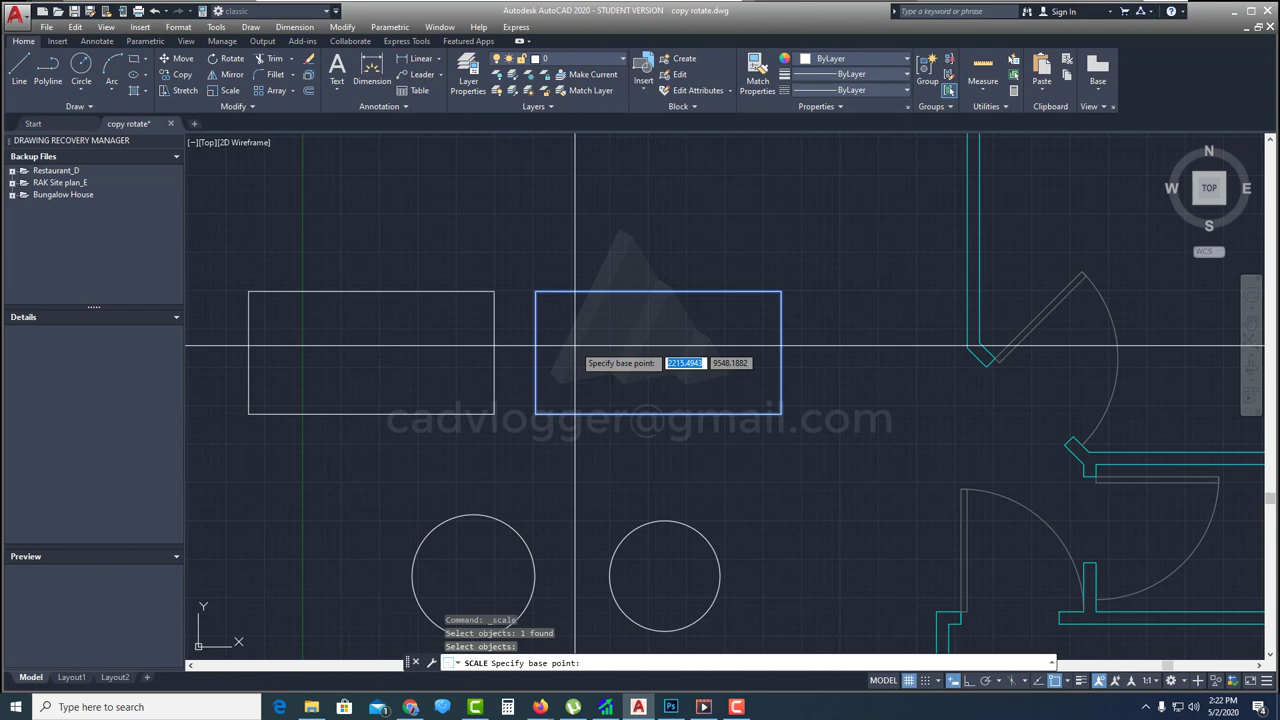 Autodesk AutoCAD 2020 - STUDENT VERSION copy rotate.dwg
classic
Type a keyword or phrase
Sign In
File Edit View Insert Format Tools Draw Dimension Modify Parametric Window Help Express
Home Insert Annotate Parametric View Manage Output Add-ins Collaborate Express Tools Featured Apps
Line Polyline Circle Arc
Move Rotate Trim
Copy Mirror Fillet
Stretch Scale Array
Text Dimension
Linear
Leader
Table
Layer Properties
0
Make Current
Match Layer
Insert
Create
Edit
Edit Attributes
Match Properties
ByLayer
ByLayer
ByLayer
Group
Measure
Paste
Base
Draw Modify Annotation Layers Block Properties Groups Utilities Clipboard View
Start copy rotate*
DRAWING RECOVERY MANAGER
Backup Files
Restaurant_D
RAK Site plan_E
Bungalow House
Details
Preview
[−][Top][2D Wireframe]
N
W TOP E
S
WCS
Specify base point: 2215.4943 9548.1882
cadvlogger@gmail.com
Y
X
Command: _scale
Select objects: 1 found
Select objects:
SCALE Specify base point:
Model Layout1 Layout2 +
MODEL 1:1
Type here to search
2:22 PM
5/2/2020